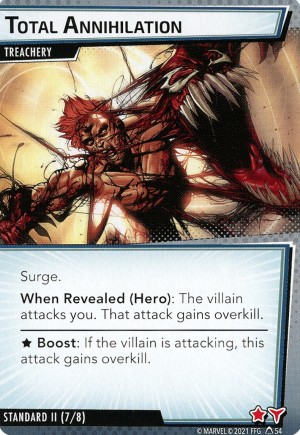 TOTAL ANNIHILATION
TREACHERY
Surge.
When Revealed (Hero): The villain
attacks you. That attack gains overkill.
★ Boost: If the villain is attacking, this
attack gains overkill.
STANDARD II (7/8)
© MARVEL © 2021 FFG 54